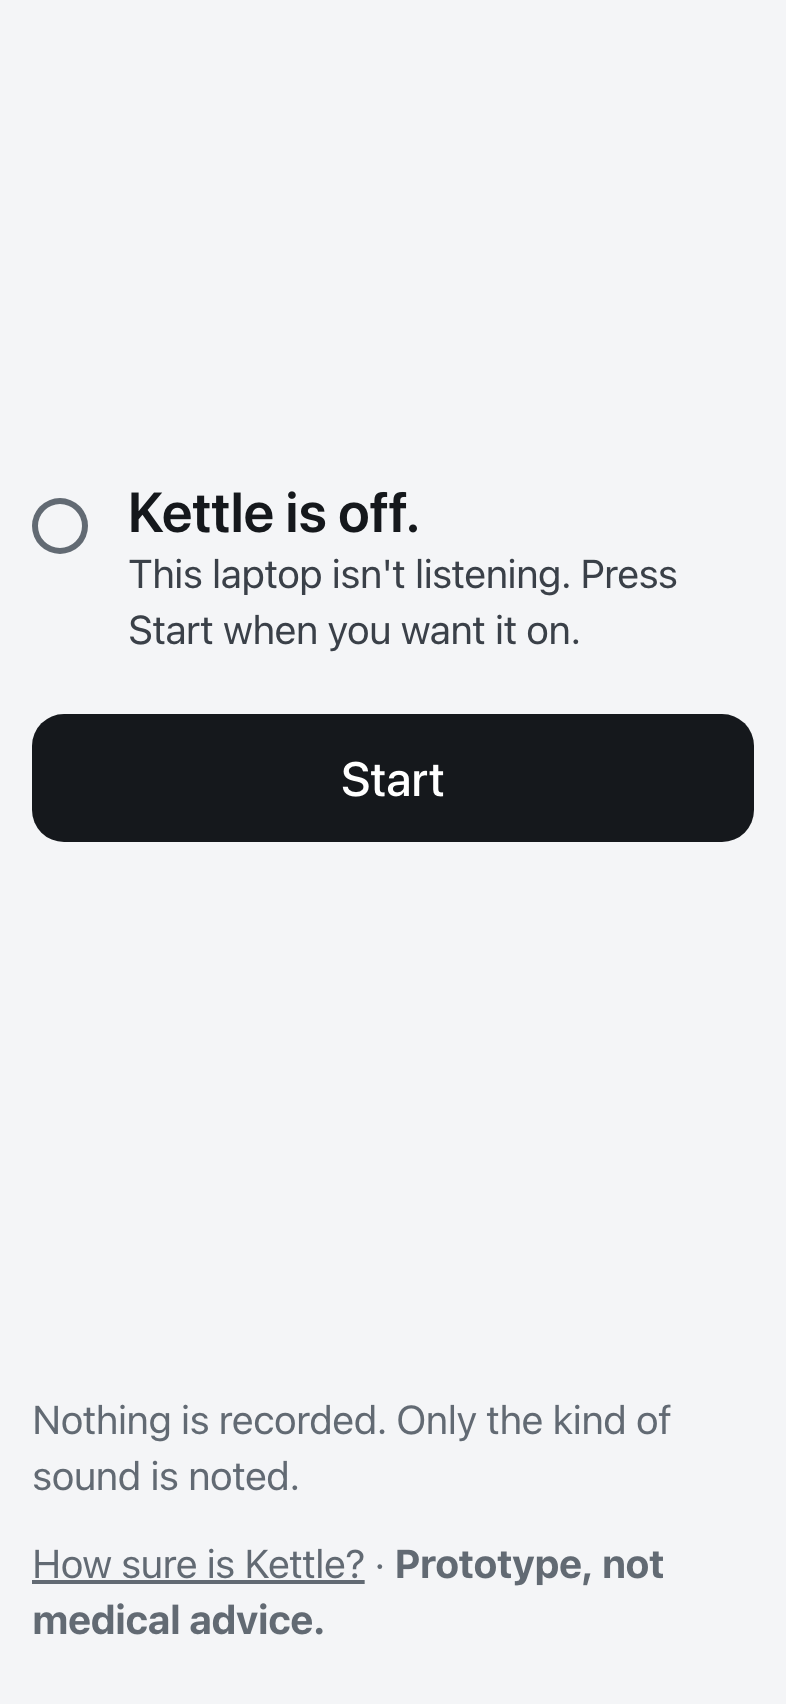 Kettle is off.
This laptop isn't listening. Press
Start when you want it on.
Start
Nothing is recorded. Only the kind of
sound is noted.
How sure is Kettle? · Prototype, not
medical advice.